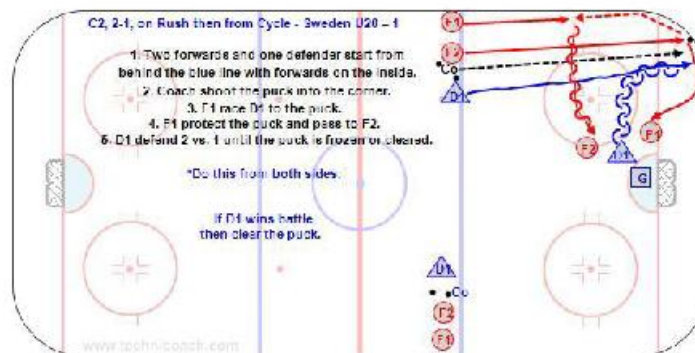 C2, 2-1, on Rush then from Cycle - Sweden U20 – 1
1. Two forwards and one defender start from
behind the blue line with forwards on the inside.
2. Coach shoot the puck into the corner.
3. F1 race D1 to the puck.
4. F1 protect the puck and pass to F2.
5. D1 defend 2 vs. 1 until the puck is frozen or cleared.
*Do this from both sides.
If D1 wins battle
then clear the puck.
F1
F2
Co
D1
F2
D1
F1
G
D1
Co
F2
F1
www.techni-coach.com